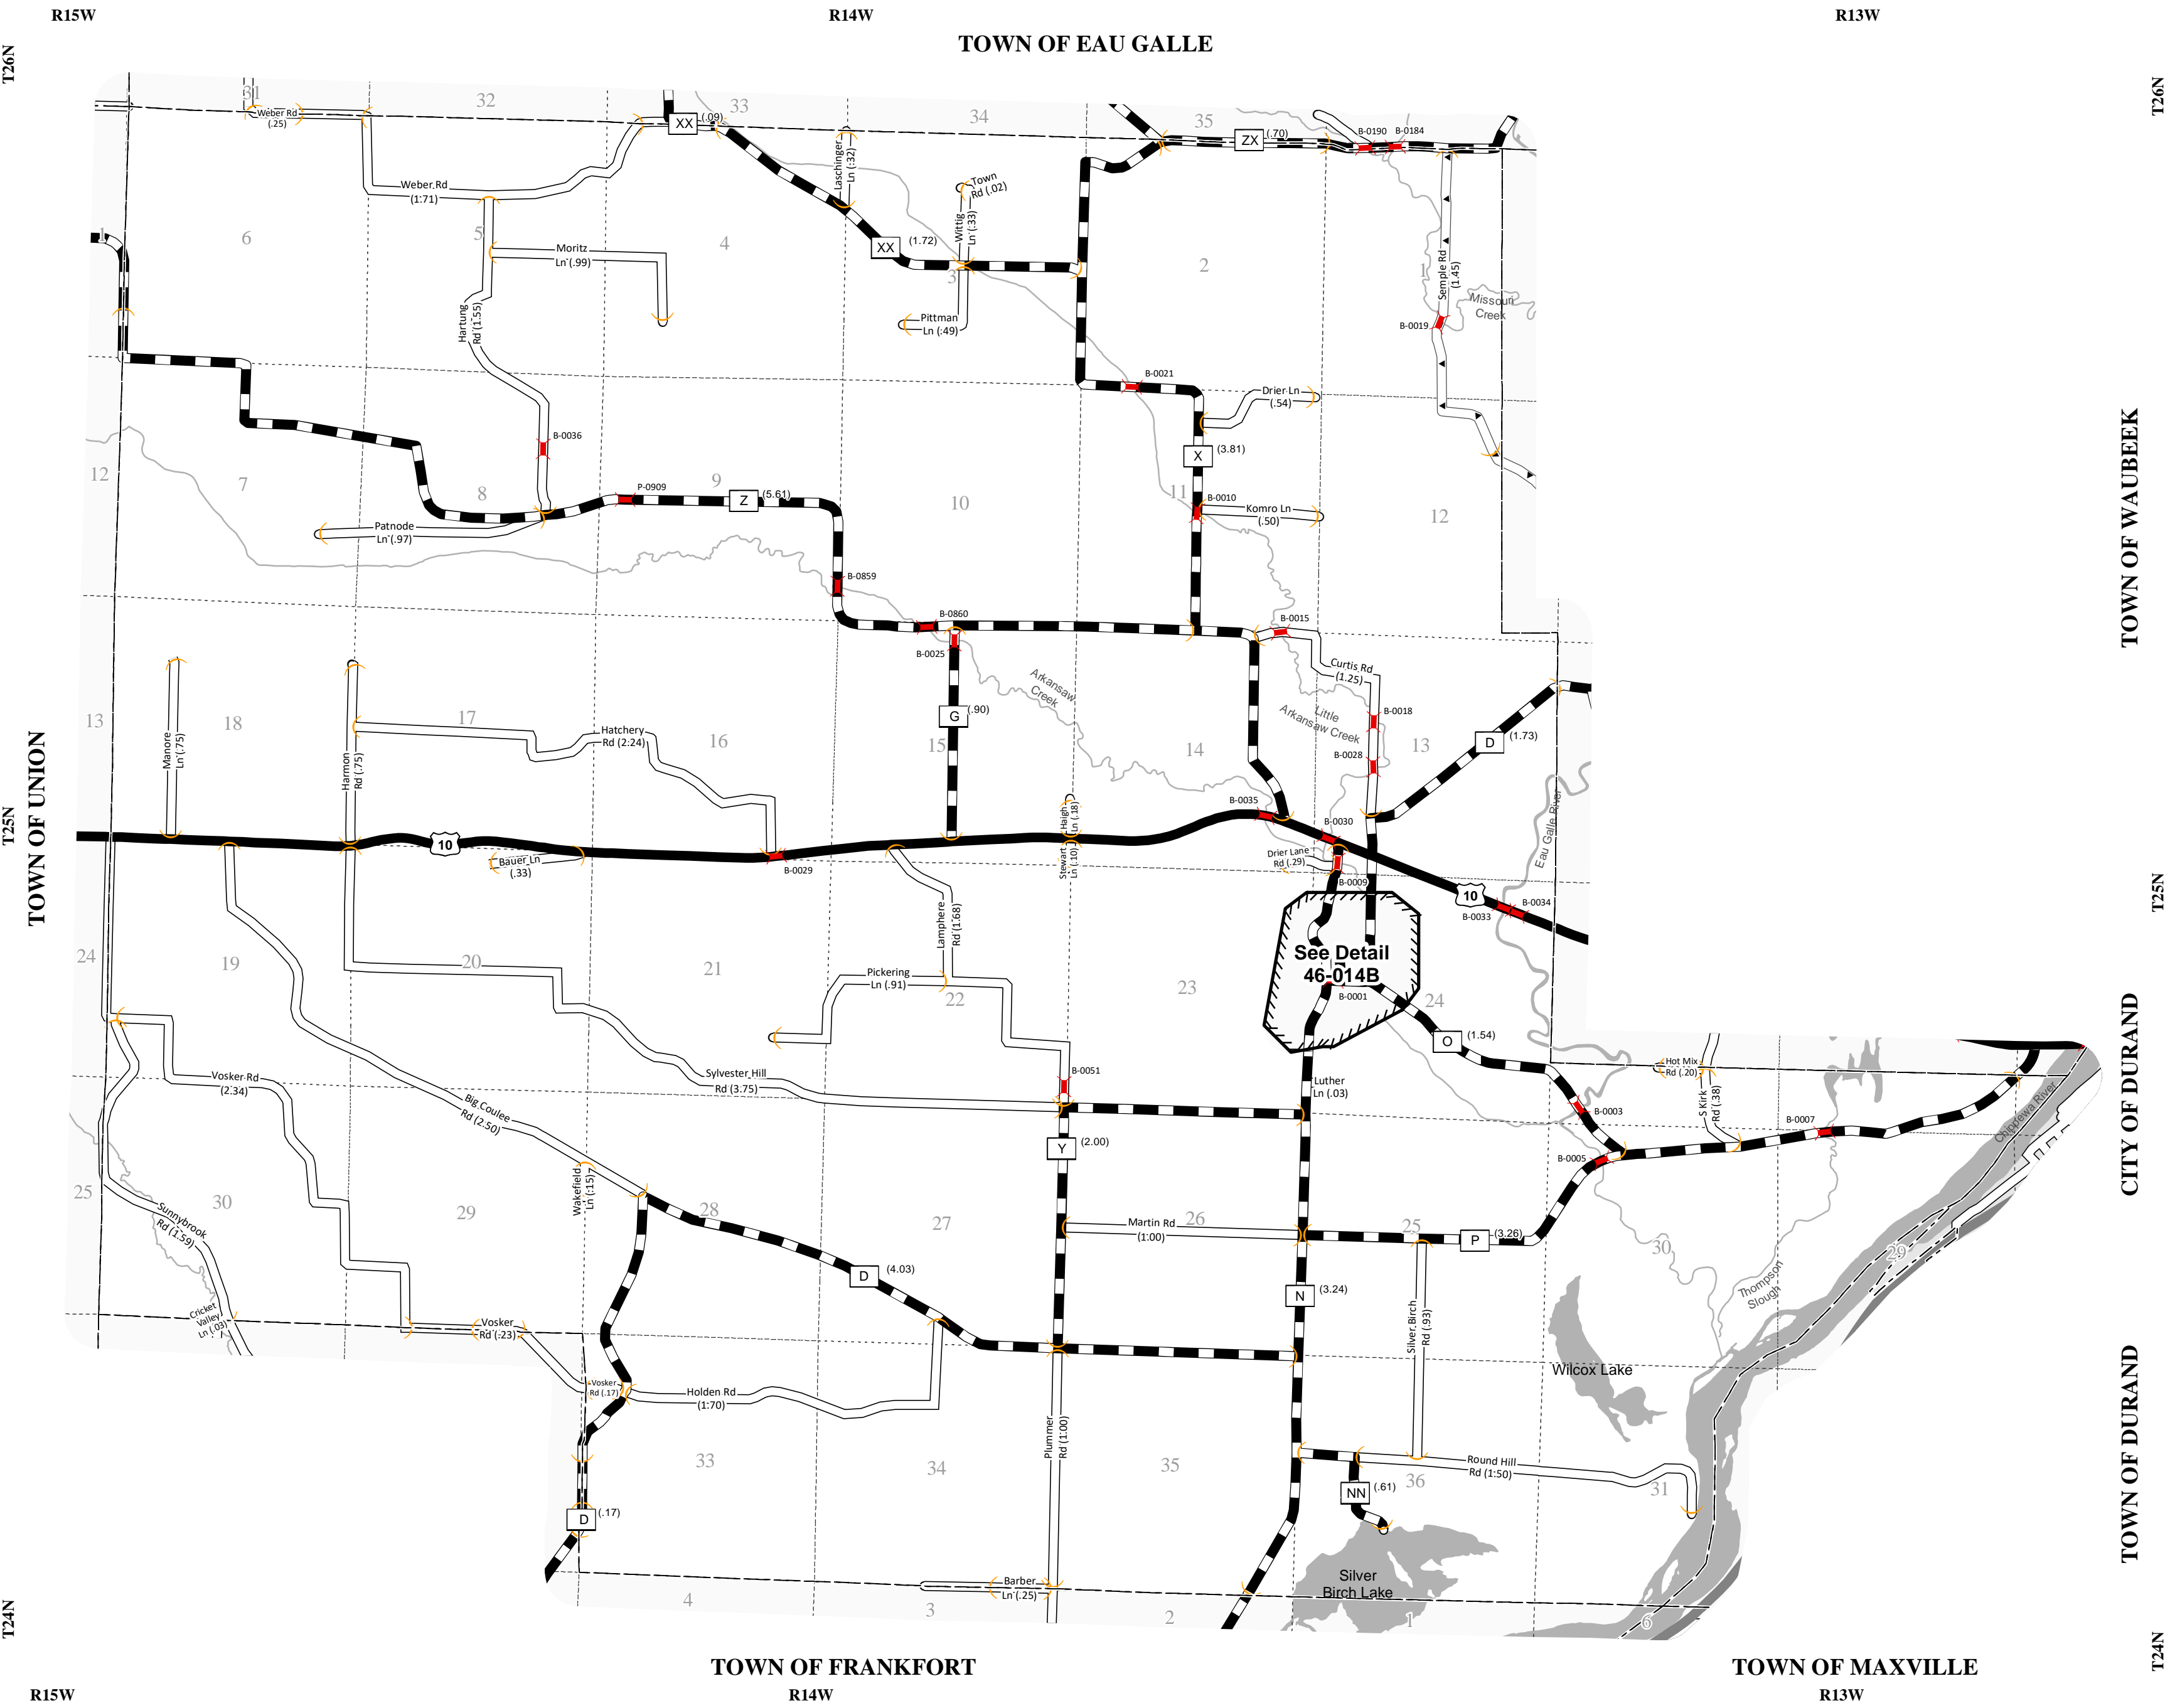 R15W
R14W
R13W
TOWN OF EAU GALLE
T26N
T26N
31
32
33
34
35
Weber Rd
(.25)
XX
(.09)
ZX
(.70)
B-0190
B-0184
Laschinger
Ln (.32)
Town
Rd (.02)
Weber Rd
(1.71)
Wittig
Ln (.33)
1
6
5
4
3
2
1
Moritz
Ln (.99)
XX
(1.72)
Semple Rd
(1.45)
Missouri
Creek
Hartung
Rd (1.55)
Pittman
Ln (.49)
B-0019
B-0021
Drier Ln
(.54)
B-0036
X
(3.81)
TOWN OF WAUBEEK
12
7
8
9
10
11
12
P-0909
Z
(5.61)
B-0010
Komro Ln
(.50)
Patnode
Ln (.97)
B-0859
B-0860
B-0015
B-0025
Curtis Rd
(1.25)
Arkansaw
Creek
G
(.90)
Little
Arkansaw Creek
B-0018
13
18
17
16
15
14
13
D
(1.73)
Manore
Ln (.75)
Harmon
Rd (.75)
Hatchery
Rd (2.24)
B-0028
TOWN OF UNION
T25N
B-0035
Haigh
Ln (.18)
B-0030
Eau Galle River
10
Bauer Ln
(.33)
B-0029
Stewart
Ln (.10)
Drier Lane
Rd (.29)
B-0009
10
B-0033
B-0034
T25N
Lamphere
Rd (1.68)
See Detail
46-014B
24
19
20
21
22
23
24
Pickering
Ln (.91)
B-0001
O
(1.54)
Vosker Rd
(2.34)
Sylvester Hill
Rd (3.75)
B-0051
Luther
Ln (.03)
Hot Mix
Rd (.20)
S Kirk
Rd (.38)
B-0003
B-0007
Chippewa River
CITY OF DURAND
Big Coulee
Rd (2.50)
Y
(2.00)
B-0005
Wakefield
Ln (.15)
25
30
29
28
27
26
25
30
29
Sunnybrook
Rd (1.59)
Martin Rd
(1.00)
P
(3.26)
D
(4.03)
N
(3.24)
Thompson
Slough
Cricket
Valley
Ln (.03)
Vosker
Rd (.23)
Silver Birch
Rd (.93)
Wilcox Lake
Vosker
Rd (.17)
Holden Rd
(1.70)
Plummer
Rd (1.00)
TOWN OF DURAND
33
34
35
36
31
Round Hill
Rd (1.50)
NN
(.61)
D
(.17)
Barber
Ln (.25)
Silver
Birch Lake
4
3
2
1
6
T24N
T24N
TOWN OF FRANKFORT
TOWN OF MAXVILLE
R15W
R14W
R13W